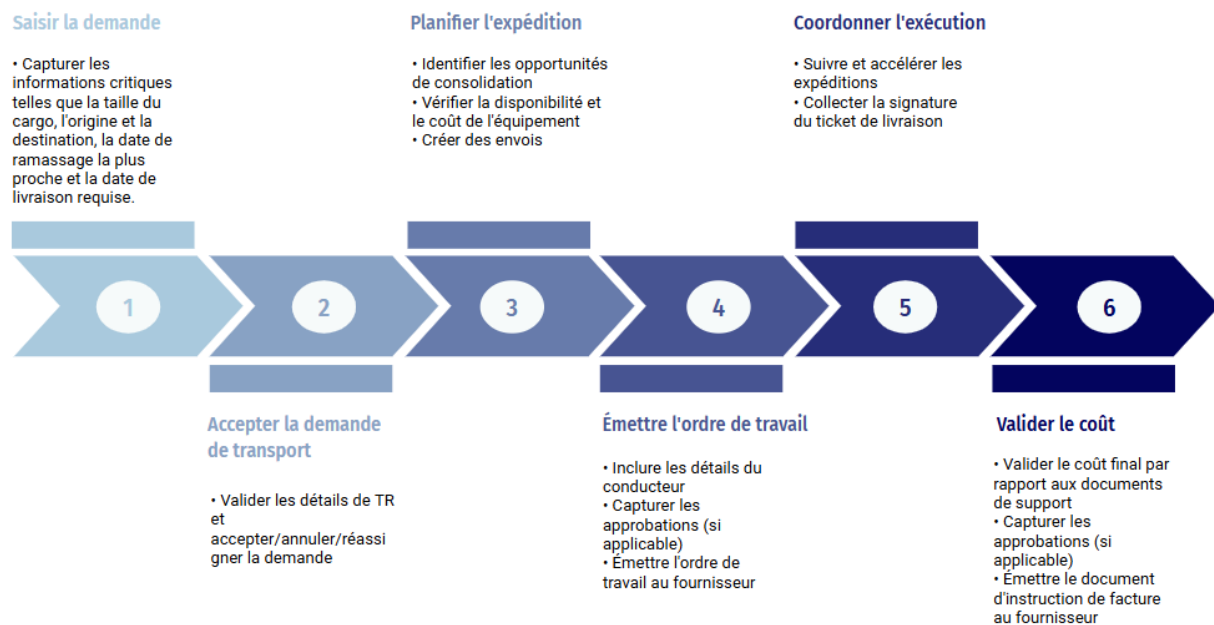 Saisir la demande
• Capturer les
informations critiques
telles que la taille du
cargo, l'origine et la
destination, la date de
ramassage la plus
proche et la date de
livraison requise.
Planifier l'expédition
• Identifier les opportunités
de consolidation
• Vérifier la disponibilité et
le coût de l'équipement
• Créer des envois
Coordonner l'exécution
• Suivre et accélérer les
expéditions
• Collecter la signature
du ticket de livraison
1
2
3
4
5
6
Accepter la demande
de transport
• Valider les détails de TR
et
accepter/annuler/réassi
gner la demande
Émettre l'ordre de travail
• Inclure les détails du
conducteur
• Capturer les
approbations (si
applicable)
• Émettre l'ordre de
travail au fournisseur
Valider le coût
• Valider le coût final par
rapport aux documents
de support
• Capturer les
approbations (si
applicable)
• Émettre le document
d'instruction de facture
au fournisseur